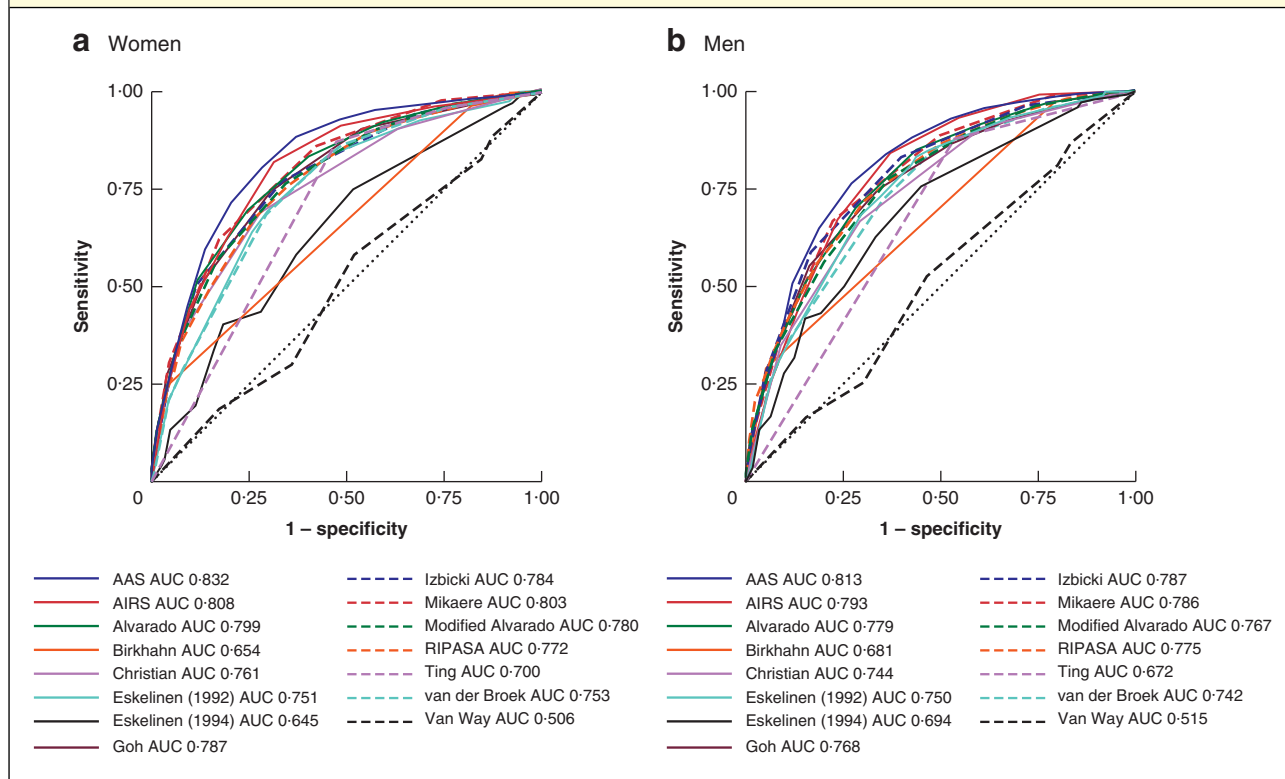 a Women
b Men
1·00
0·75
0·50
0·25
0
0·25
0·50
0·75
1·00
Sensitivity
1 – specificity
1·00
0·75
0·50
0·25
0
0·25
0·50
0·75
1·00
Sensitivity
1 – specificity
AAS AUC 0·832
AIRS AUC 0·808
Alvarado AUC 0·799
Birkhahn AUC 0·654
Christian AUC 0·761
Eskelinen (1992) AUC 0·751
Eskelinen (1994) AUC 0·645
Goh AUC 0·787
Izbicki AUC 0·784
Mikaere AUC 0·803
Modified Alvarado AUC 0·780
RIPASA AUC 0·772
Ting AUC 0·700
van der Broek AUC 0·753
Van Way AUC 0·506
AAS AUC 0·813
AIRS AUC 0·793
Alvarado AUC 0·779
Birkhahn AUC 0·681
Christian AUC 0·744
Eskelinen (1992) AUC 0·750
Eskelinen (1994) AUC 0·694
Goh AUC 0·768
Izbicki AUC 0·787
Mikaere AUC 0·786
Modified Alvarado AUC 0·767
RIPASA AUC 0·775
Ting AUC 0·672
van der Broek AUC 0·742
Van Way AUC 0·515